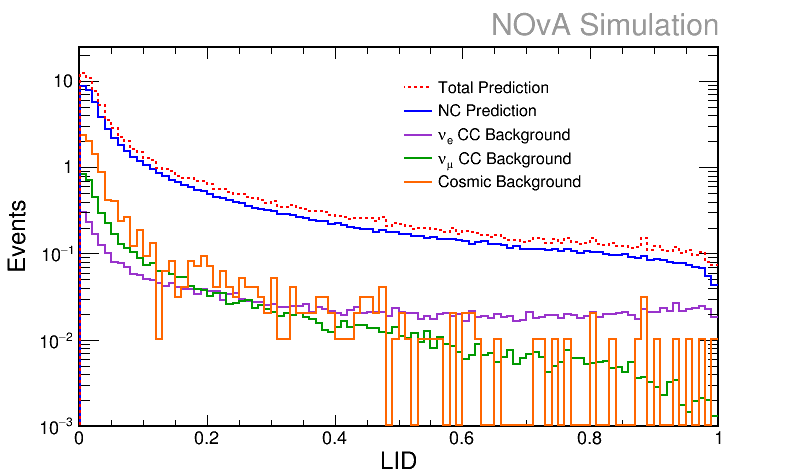 NOvA Simulation
Total Prediction
NC Prediction
νe CC Background
νμ CC Background
Cosmic Background
Events
10
1
10−1
10−2
10−3
0 0.2 0.4 0.6 0.8 1
LID